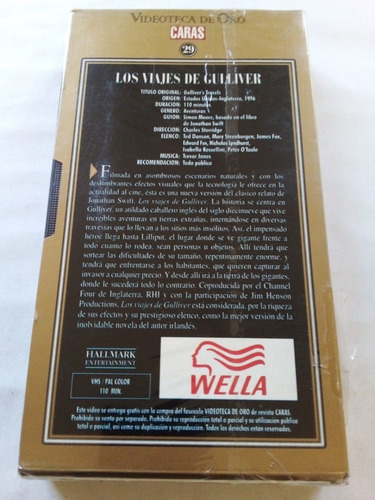 VIDEOTECA DE ORO
CARAS
29
LOS VIAJES DE GULLIVER
TITULO ORIGINAL: Gulliver's Travels
ORIGEN: Estados Unidos-Inglaterra, 1996
DURACION: 110 minutos
GENERO: Aventuras
GUION: Simon Moore, basado en el libro
de Jonathan Swift
DIRECCION: Charles Sturridge
ELENCO: Ted Danson, Mary Steenburgen, James Fox,
Edward Fox, Nicholas Lyndhurst,
Isabella Rossellini, Peter O'Toole
MUSICA: Trevor Jones
RECOMENDACION: Todo público
Filmada en asombrosos escenarios naturales y con los
deslumbrantes efectos visuales que la tecnología le ofrece en la
actualidad al cine, ésta es una nueva versión del clásico relato de
Jonathan Swift. Los viajes de Gulliver. La historia se centra en
Gulliver, un atildado caballero inglés del siglo diecinueve que vive
increíbles aventuras en tierras extrañas, internándose en diversas
travesías que lo llevan a los sitios más insólitos. Así, el impensado
héroe llega hasta Lilliput, el lugar donde se ve gigante frente a
todo cuanto lo rodea, sean personas u objetos. Allí tendrá que
sortear las dificultades de su tamaño, repentinamente enorme, y
tendrá que enfrentarse a los habitantes, que quieren capturar al
invasor a cualquier precio. Y desde allí irá a la tierra de los gigantes,
donde le sucederá todo lo contrario. Coproducida por el Channel
Four de Inglaterra, RHI y con la participación de Jim Henson
Productions, Los viajes de Gulliver está considerada, por la riqueza
de sus efectos y su prestigioso elenco, como la mejor versión de la
inolvidable novela del autor irlandés.
HALLMARK
ENTERTAINMENT
VHS / PAL COLOR
110 MIN.
WELLA
Este video se entrega gratis con la compra del fascículo VIDEOTECA DE ORO de revista CARAS.
Prohibida su venta por separado. Prohibida su reproducción total o parcial y su utilización pública
total o parcial, así como su duplicación y reproducción. Todos los derechos están reservados.